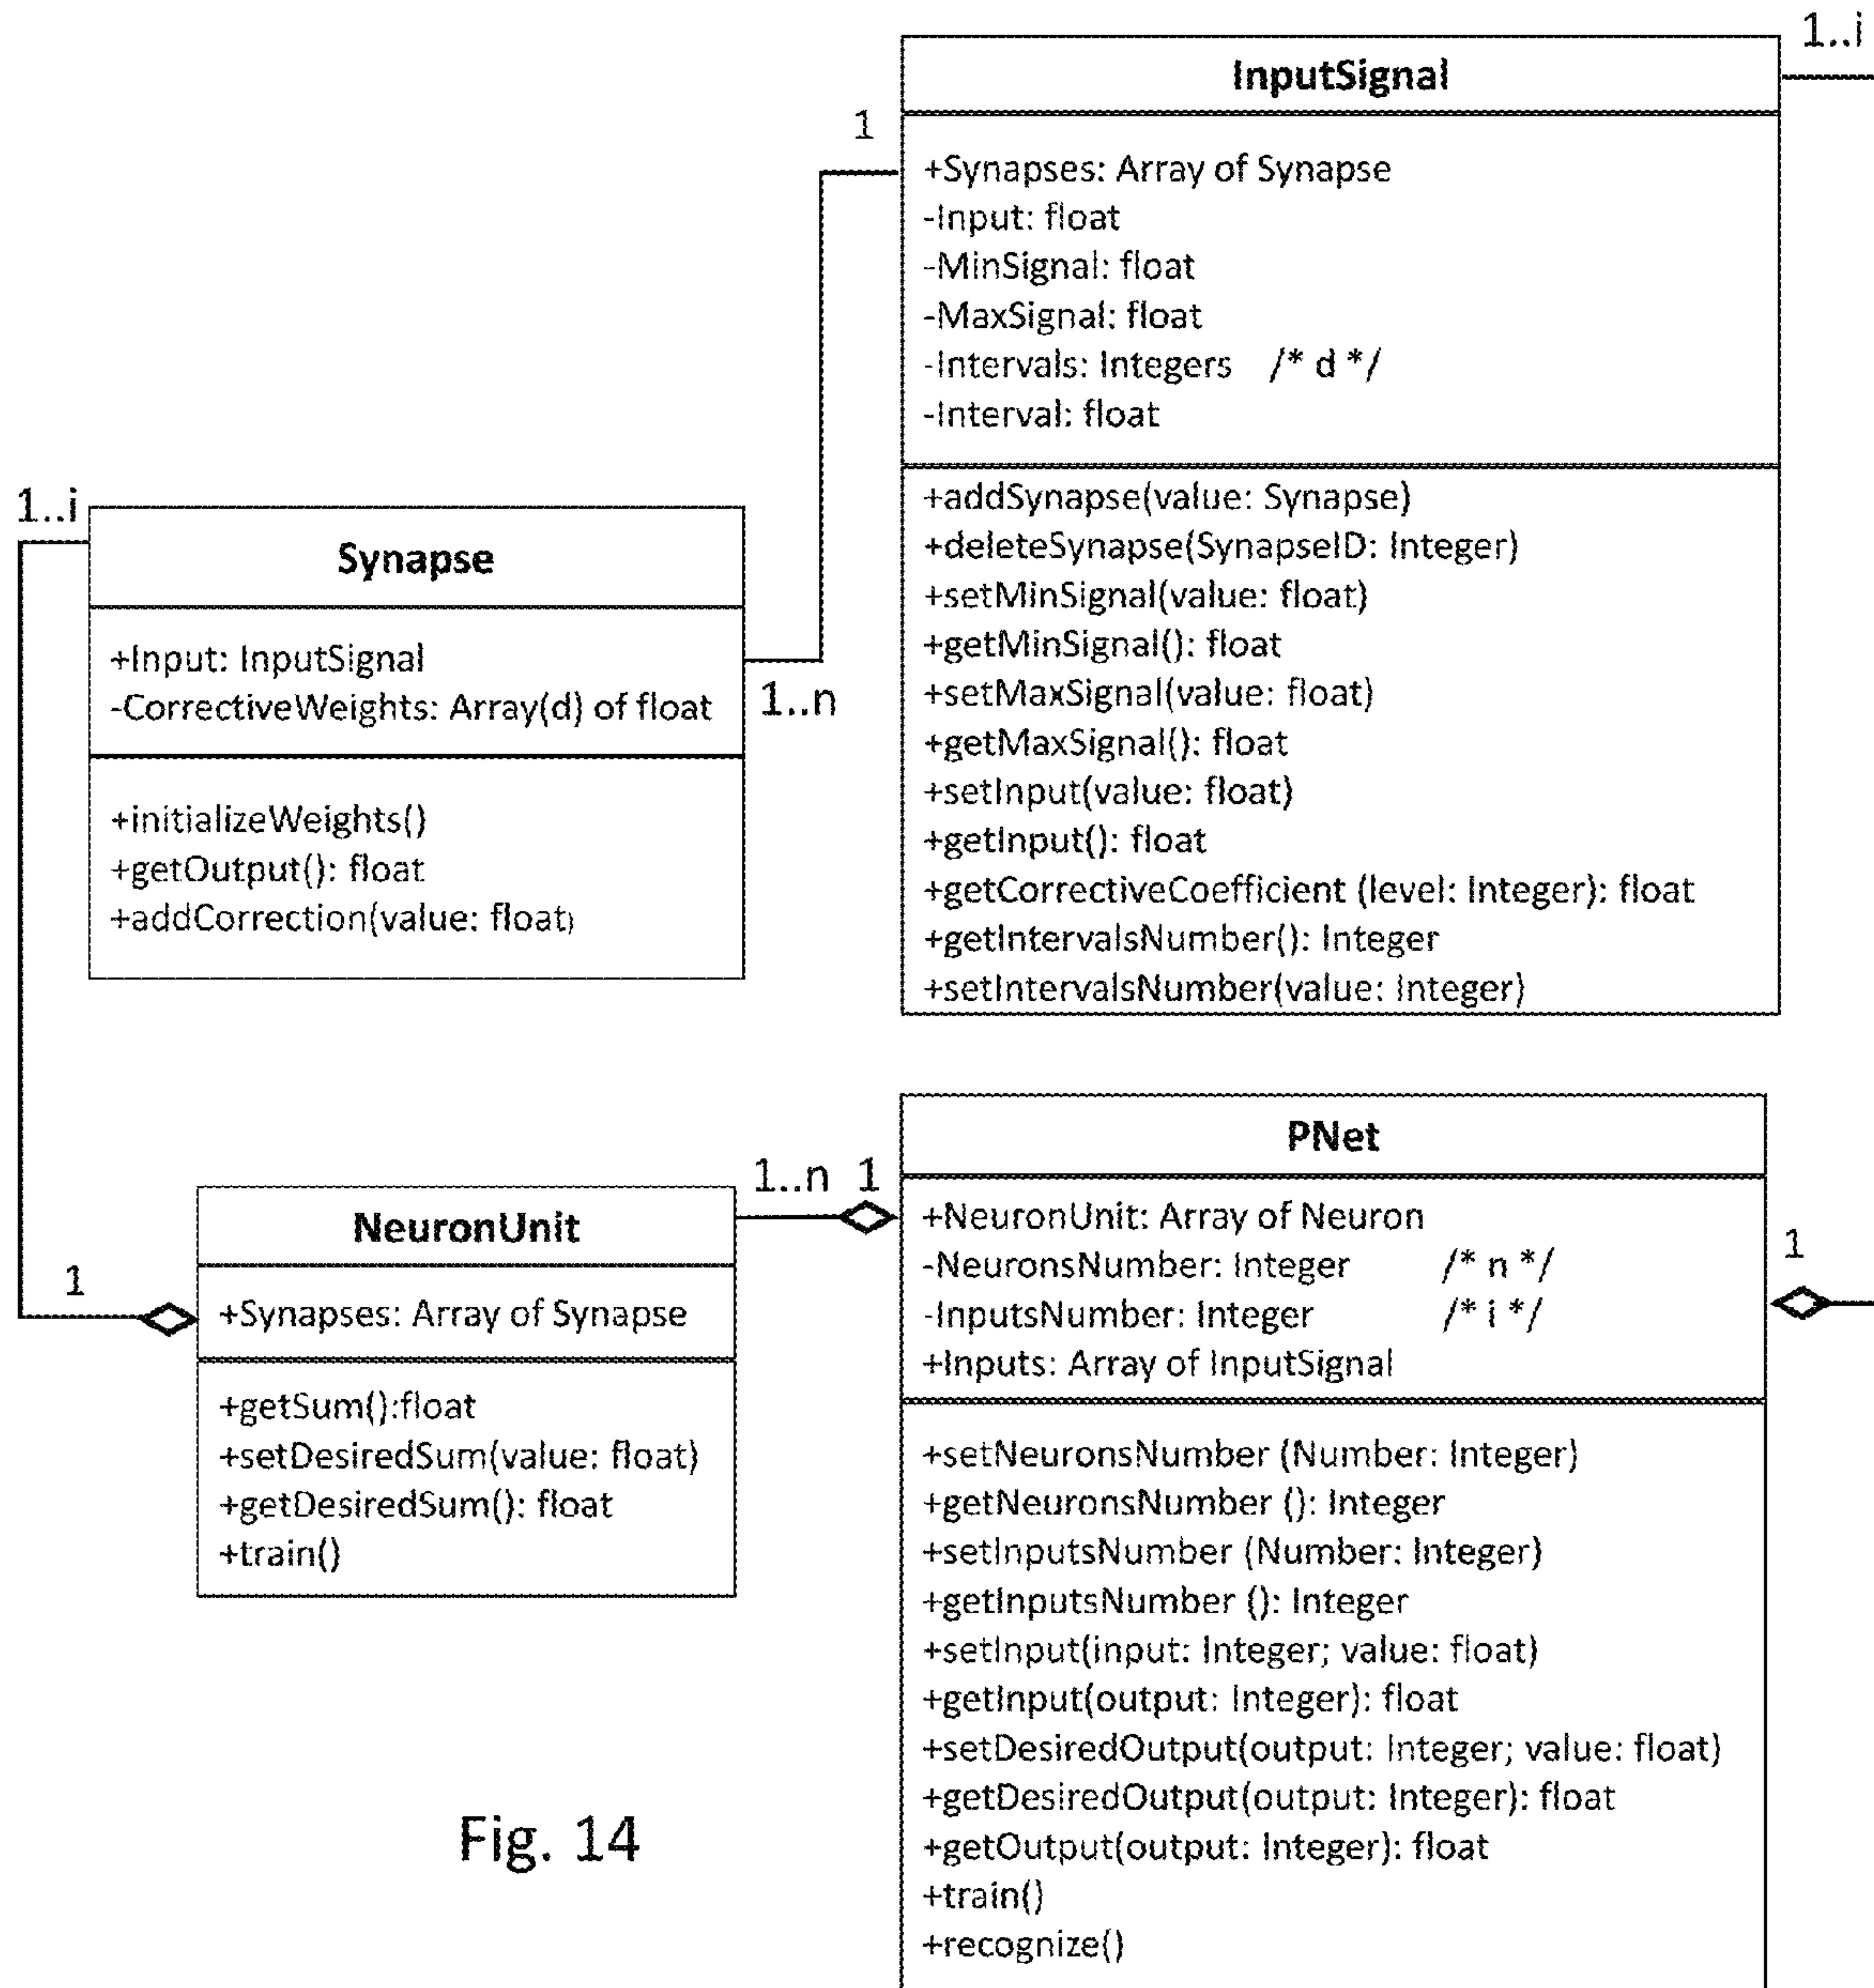 1..i
InputSignal
1
+Synapses: Array of Synapse
-Input: float
-MinSignal: float
-MaxSignal: float
-Intervals: Integers /* d */
-Interval: float
+addSynapse(value: Synapse)
+deleteSynapse(SynapseID: Integer)
+setMinSignal(value: float)
+getMinSignal(): float
+setMaxSignal(value: float)
+getMaxSignal(): float
+setInput(value: float)
+getInput(): float
+getCorrectiveCoefficient (level: Integer): float
+getIntervalsNumber(): Integer
+setIntervalsNumber(value: Integer)
1..i
Synapse
+Input: InputSignal
-CorrectiveWeights: Array(d) of float
1..n
+initializeWeights()
+getOutput(): float
+addCorrection(value: float)
1..n 1
NeuronUnit
1
+Synapses: Array of Synapse
+getSum():float
+setDesiredSum(value: float)
+getDesiredSum(): float
+train()
PNet
+NeuronUnit: Array of Neuron
-NeuronsNumber: Integer /* n */
-InputsNumber: Integer /* i */
+Inputs: Array of InputSignal
1
+setNeuronsNumber (Number: Integer)
+getNeuronsNumber (): Integer
+setInputsNumber (Number: Integer)
+getInputsNumber (): Integer
+setInput(input: Integer; value: float)
+getInput(output: Integer): float
+setDesiredOutput(output: Integer; value: float)
+getDesiredOutput(output: Integer): float
+getOutput(output: Integer): float
+train()
+recognize()
Fig. 14